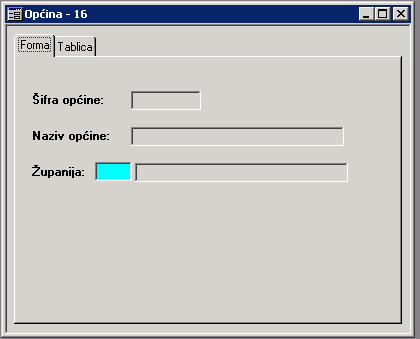 Općina - 16
Forma Tablica
Šifra općine:
Naziv općine:
Županija: